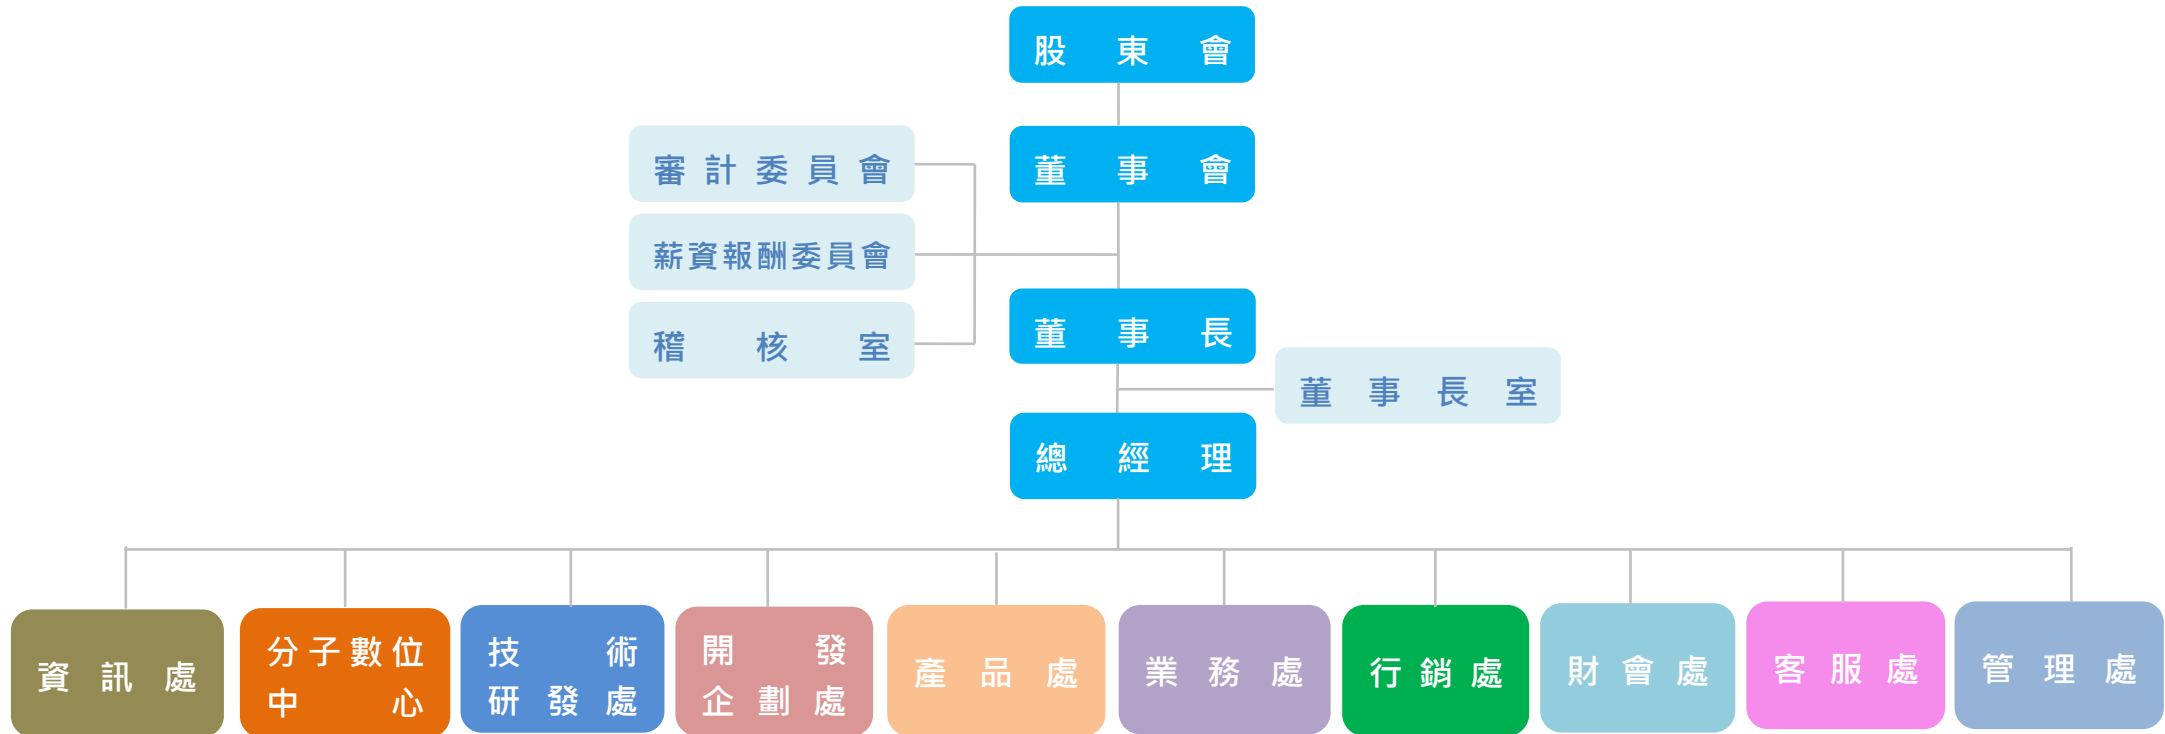 股東會
董事會
審計委員會
薪資報酬委員會
稽核室
董事長
董事長室
總經理
資訊處
分子數位
中心
技術
研發處
開發
企劃處
產品處
業務處
行銷處
財會處
客服處
管理處